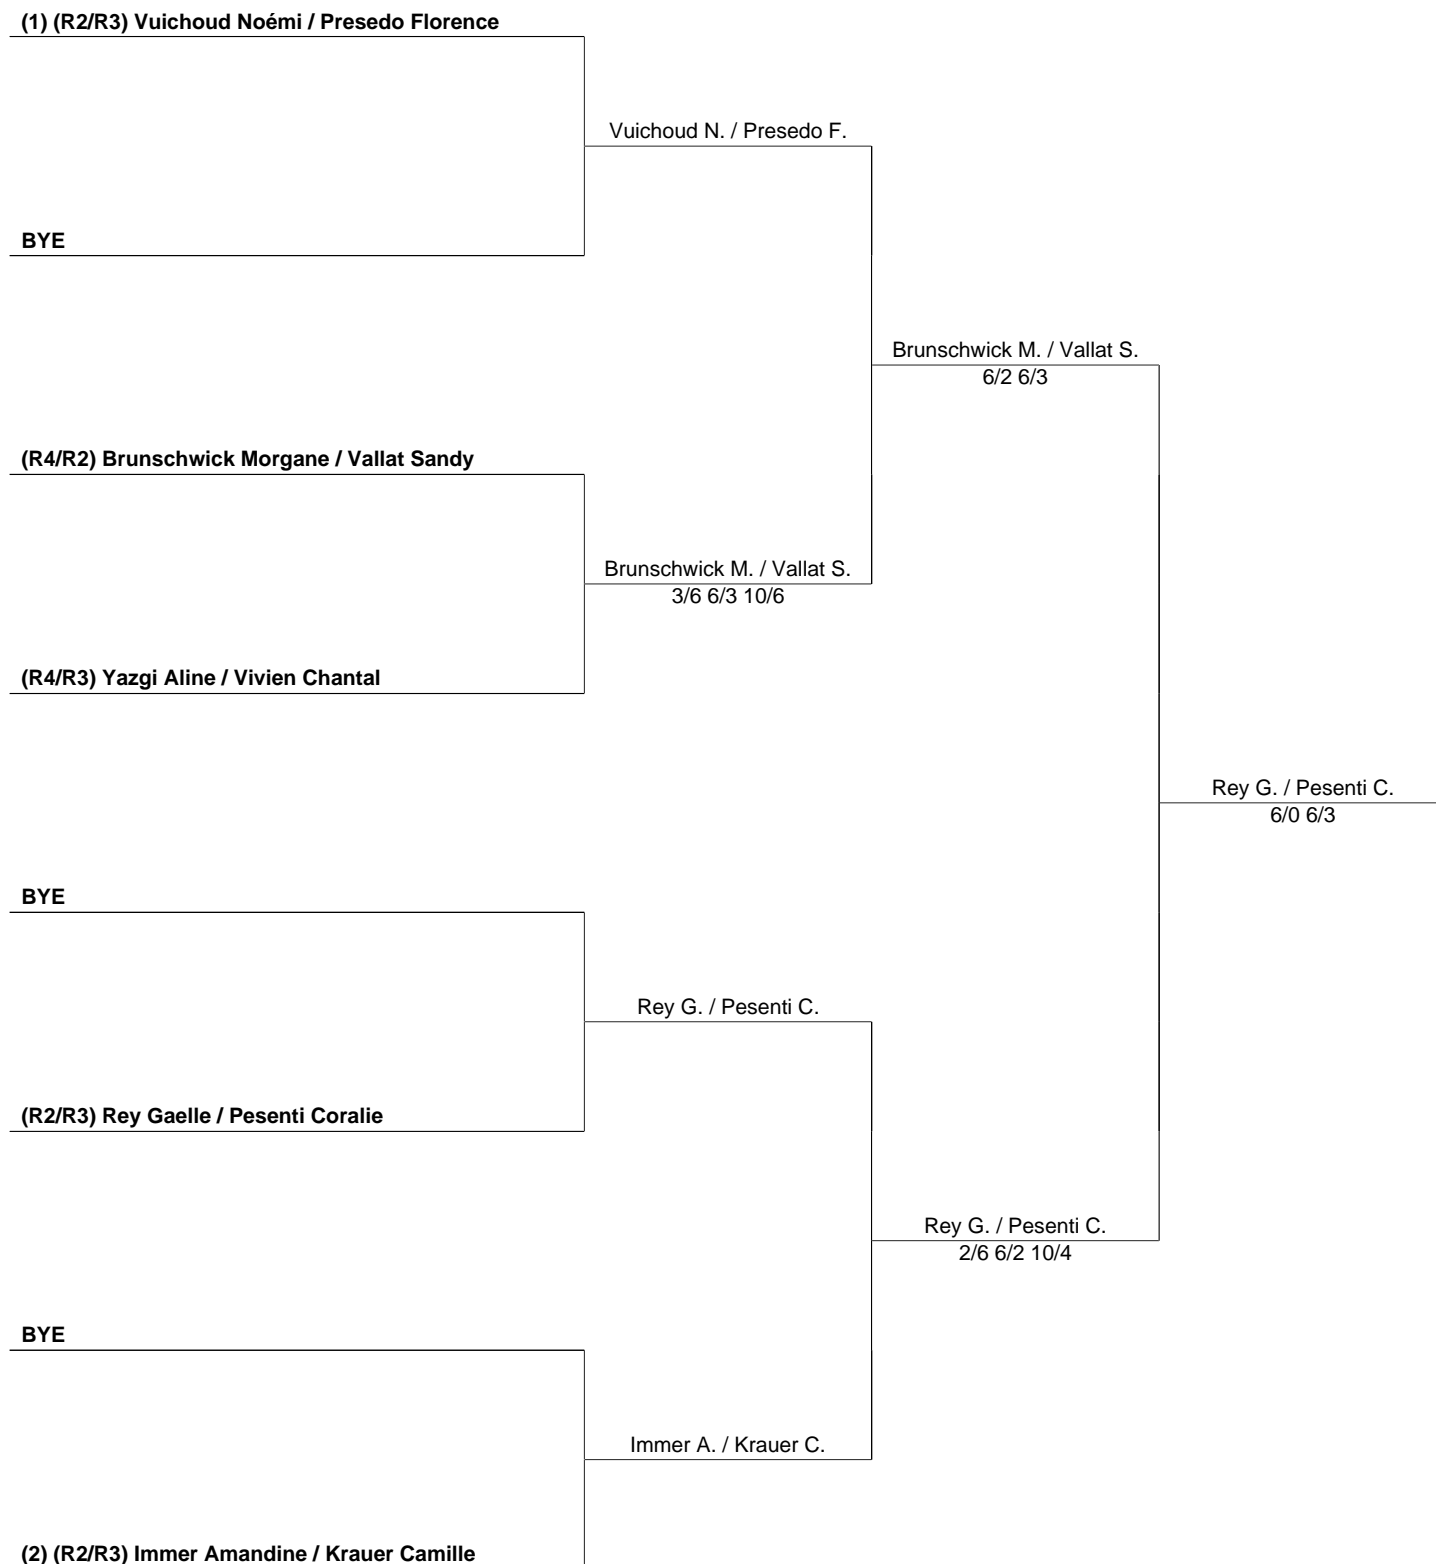 (1) (R2/R3) Vuichoud Noémi / Presedo Florence
Vuichoud N. / Presedo F.
BYE
Brunschwick M. / Vallat S.
6/2 6/3
(R4/R2) Brunschwick Morgane / Vallat Sandy
Brunschwick M. / Vallat S.
3/6 6/3 10/6
(R4/R3) Yazgi Aline / Vivien Chantal
Rey G. / Pesenti C.
6/0 6/3
BYE
Rey G. / Pesenti C.
(R2/R3) Rey Gaelle / Pesenti Coralie
Rey G. / Pesenti C.
2/6 6/2 10/4
BYE
Immer A. / Krauer C.
(2) (R2/R3) Immer Amandine / Krauer Camille